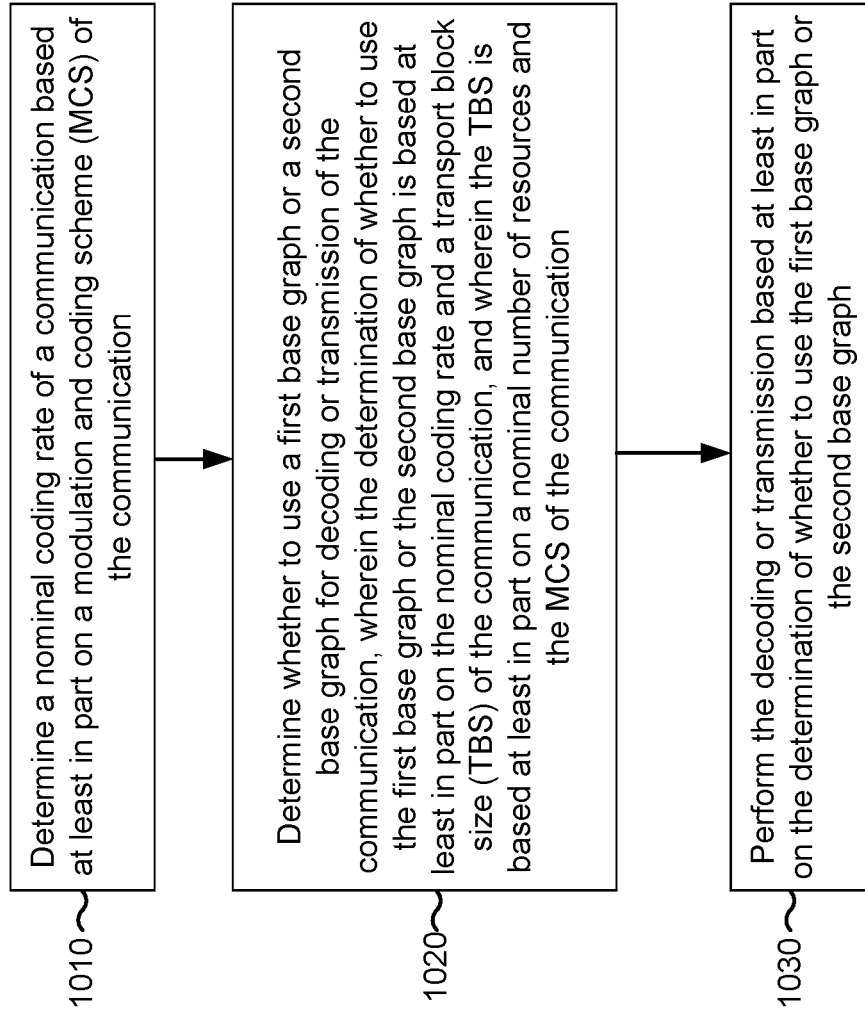 1010
Determine a nominal coding rate of a communication based
at least in part on a modulation and coding scheme (MCS) of
the communication
1020
Determine whether to use a first base graph or a second
base graph for decoding or transmission of the
communication, wherein the determination of whether to use
the first base graph or the second base graph is based at
least in part on the nominal coding rate and a transport block
size (TBS) of the communication, and wherein the TBS is
based at least in part on a nominal number of resources and
the MCS of the communication
1030
Perform the decoding or transmission based at least in part
on the determination of whether to use the first base graph or
the second base graph